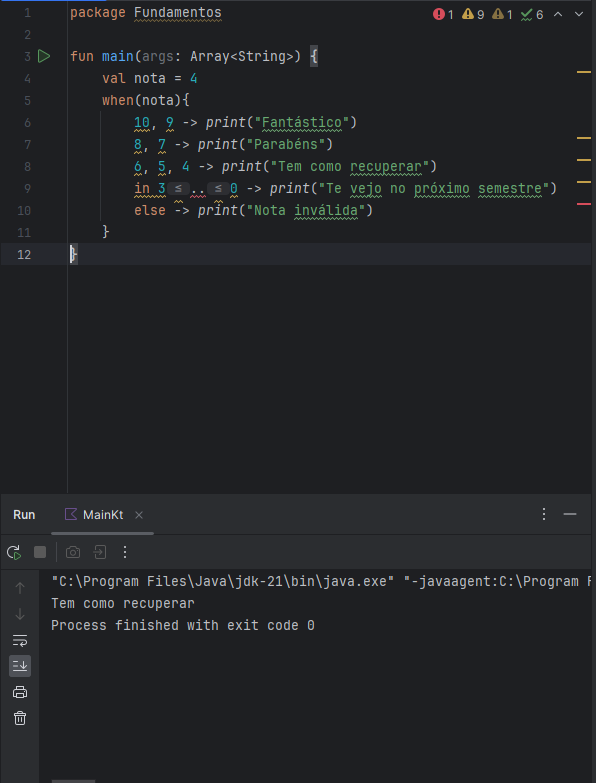 1 package Fundamentos
⚠ 1 9 1 6
2
3 fun main(args: Array<String>) {
4 val nota = 4
5 when(nota){
6 10, 9 -> print("Fantástico")
7 8, 7 -> print("Parabéns")
8 6, 5, 4 -> print("Tem como recuperar")
9 in 3 ≤ .. ≤ 0 -> print("Te vejo no próximo semestre")
10 else -> print("Nota inválida")
11 }
12 }
Run MainKt ×
"C:\Program Files\Java\jdk-21\bin\java.exe" "-javaagent:C:\Program F
Tem como recuperar
Process finished with exit code 0